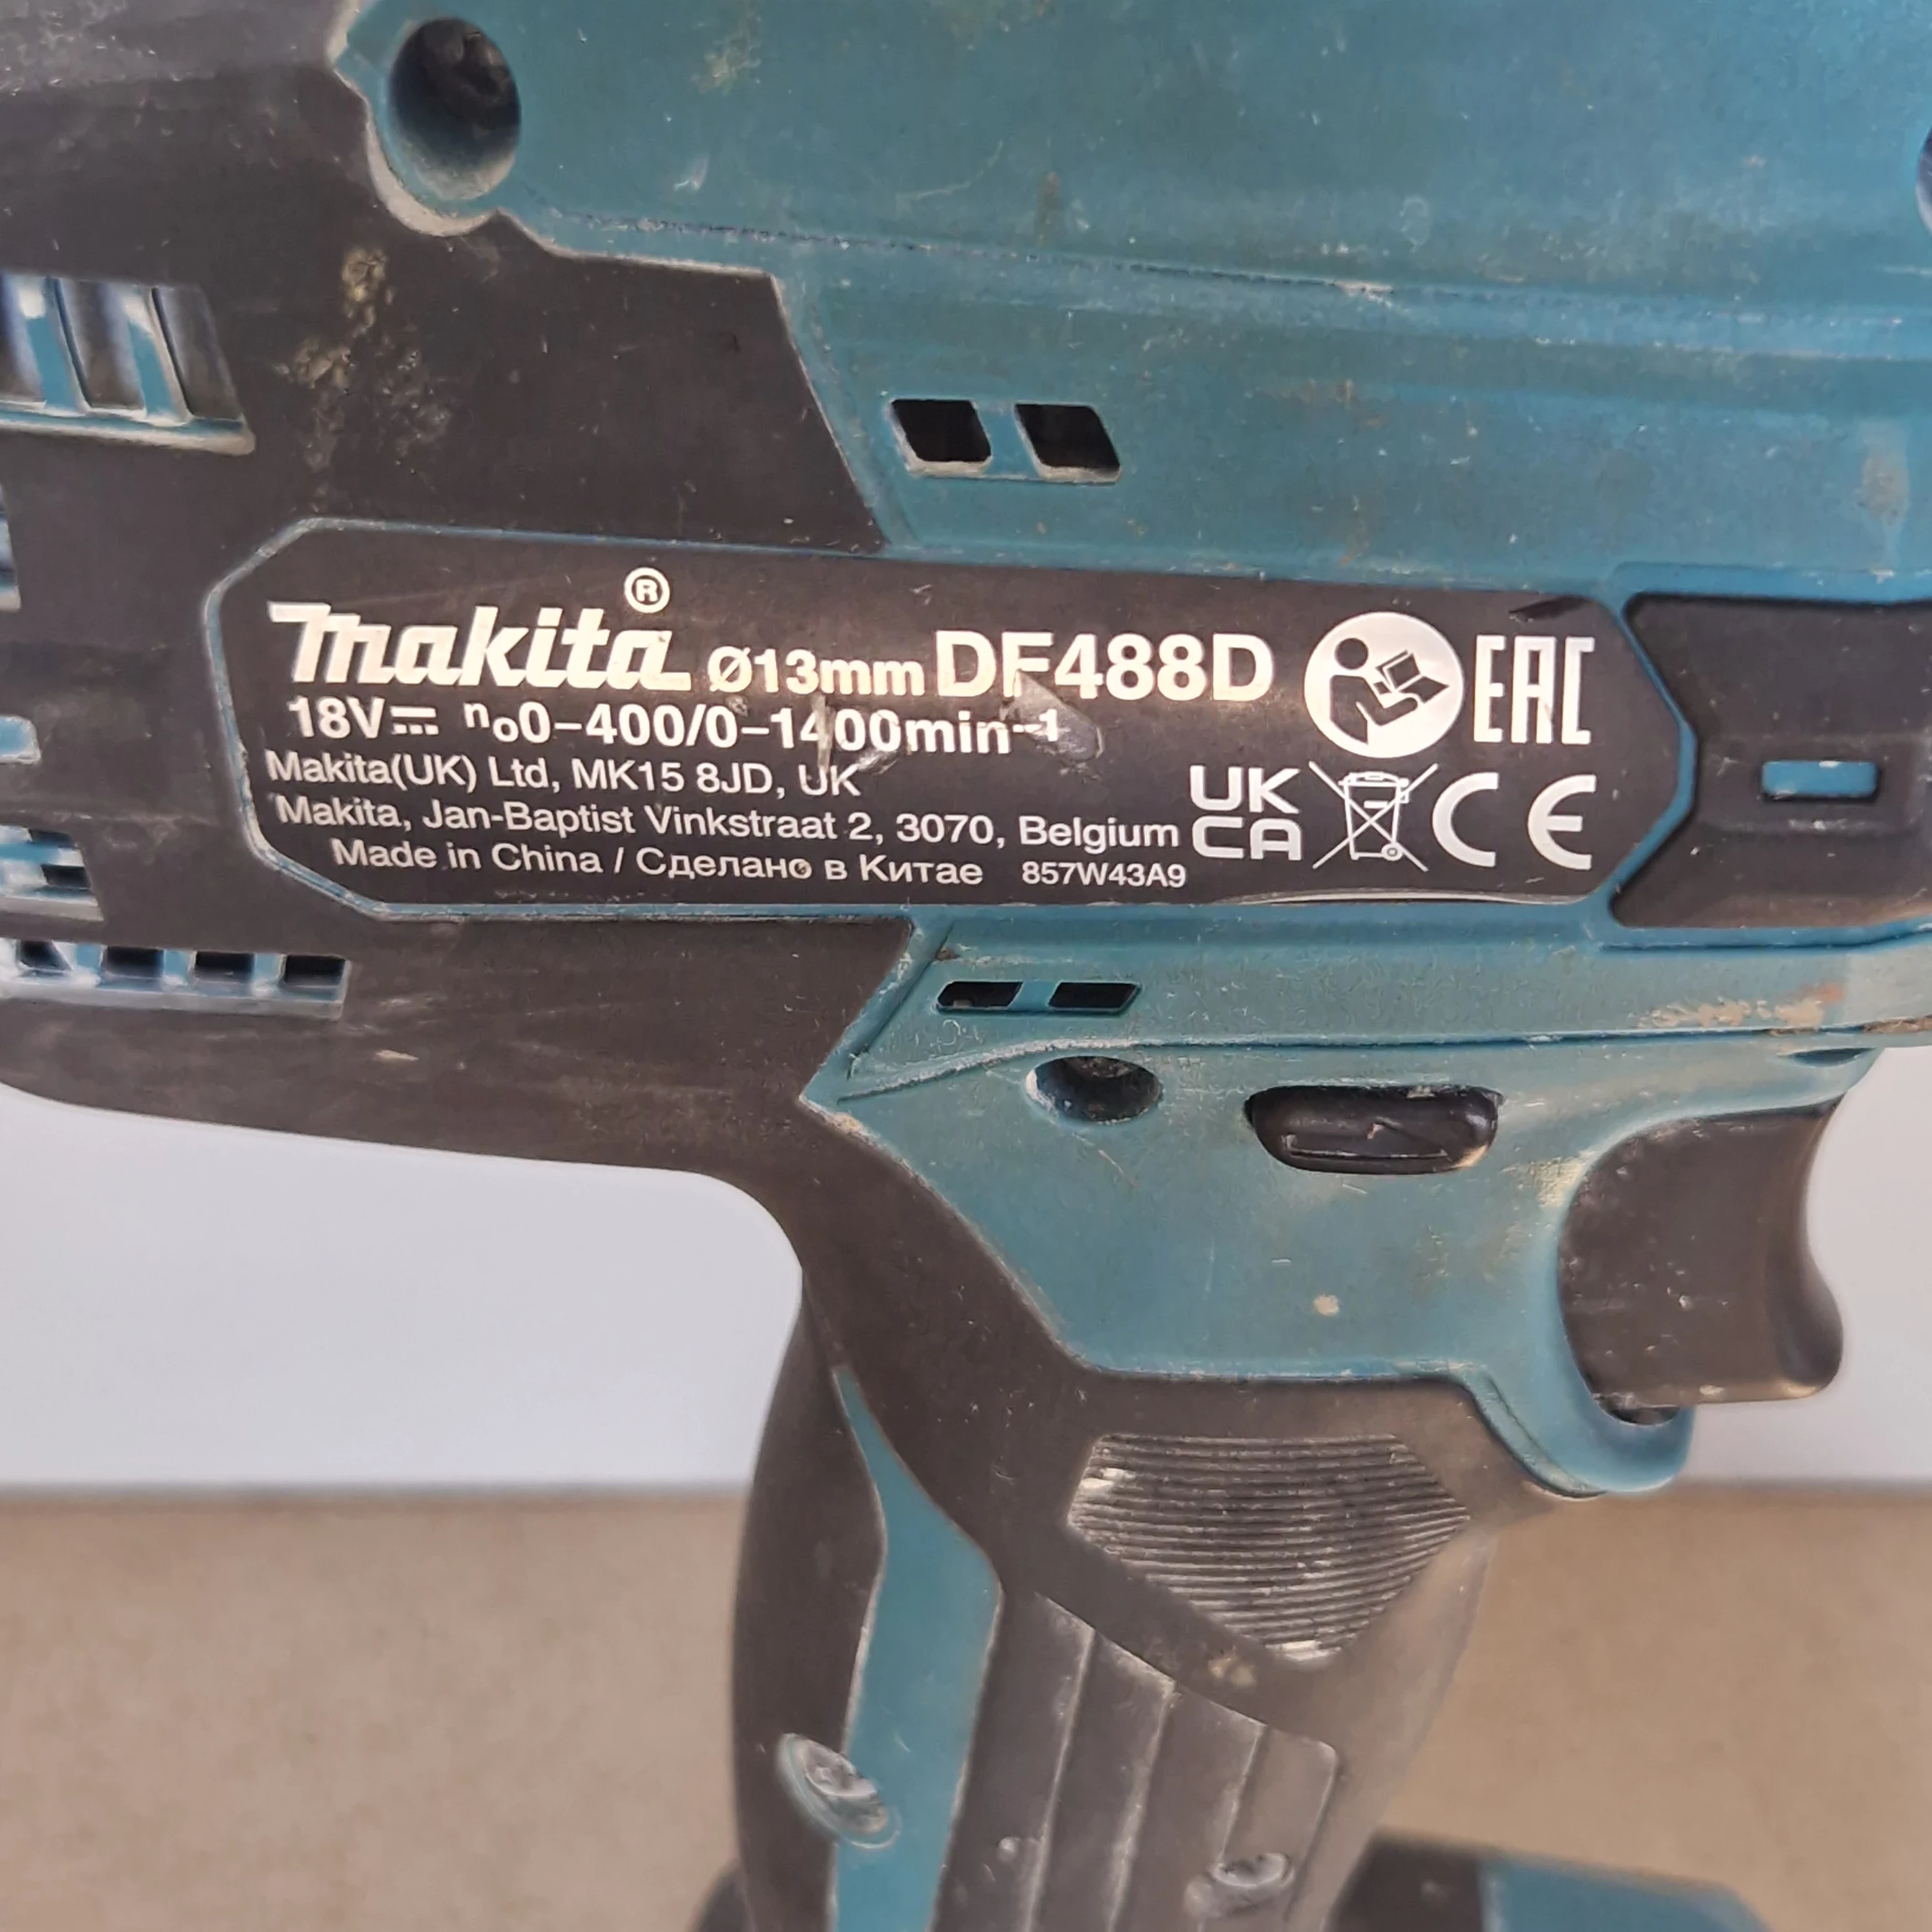 makita® Ø13mm DF488D EAC
18V⎓ n₀0–400/0–1400min⁻¹
Makita(UK) Ltd, MK15 8JD, UK
Makita, Jan-Baptist Vinkstraat 2, 3070, Belgium UK CA CE
Made in China / Сделано в Китае 857W43A9